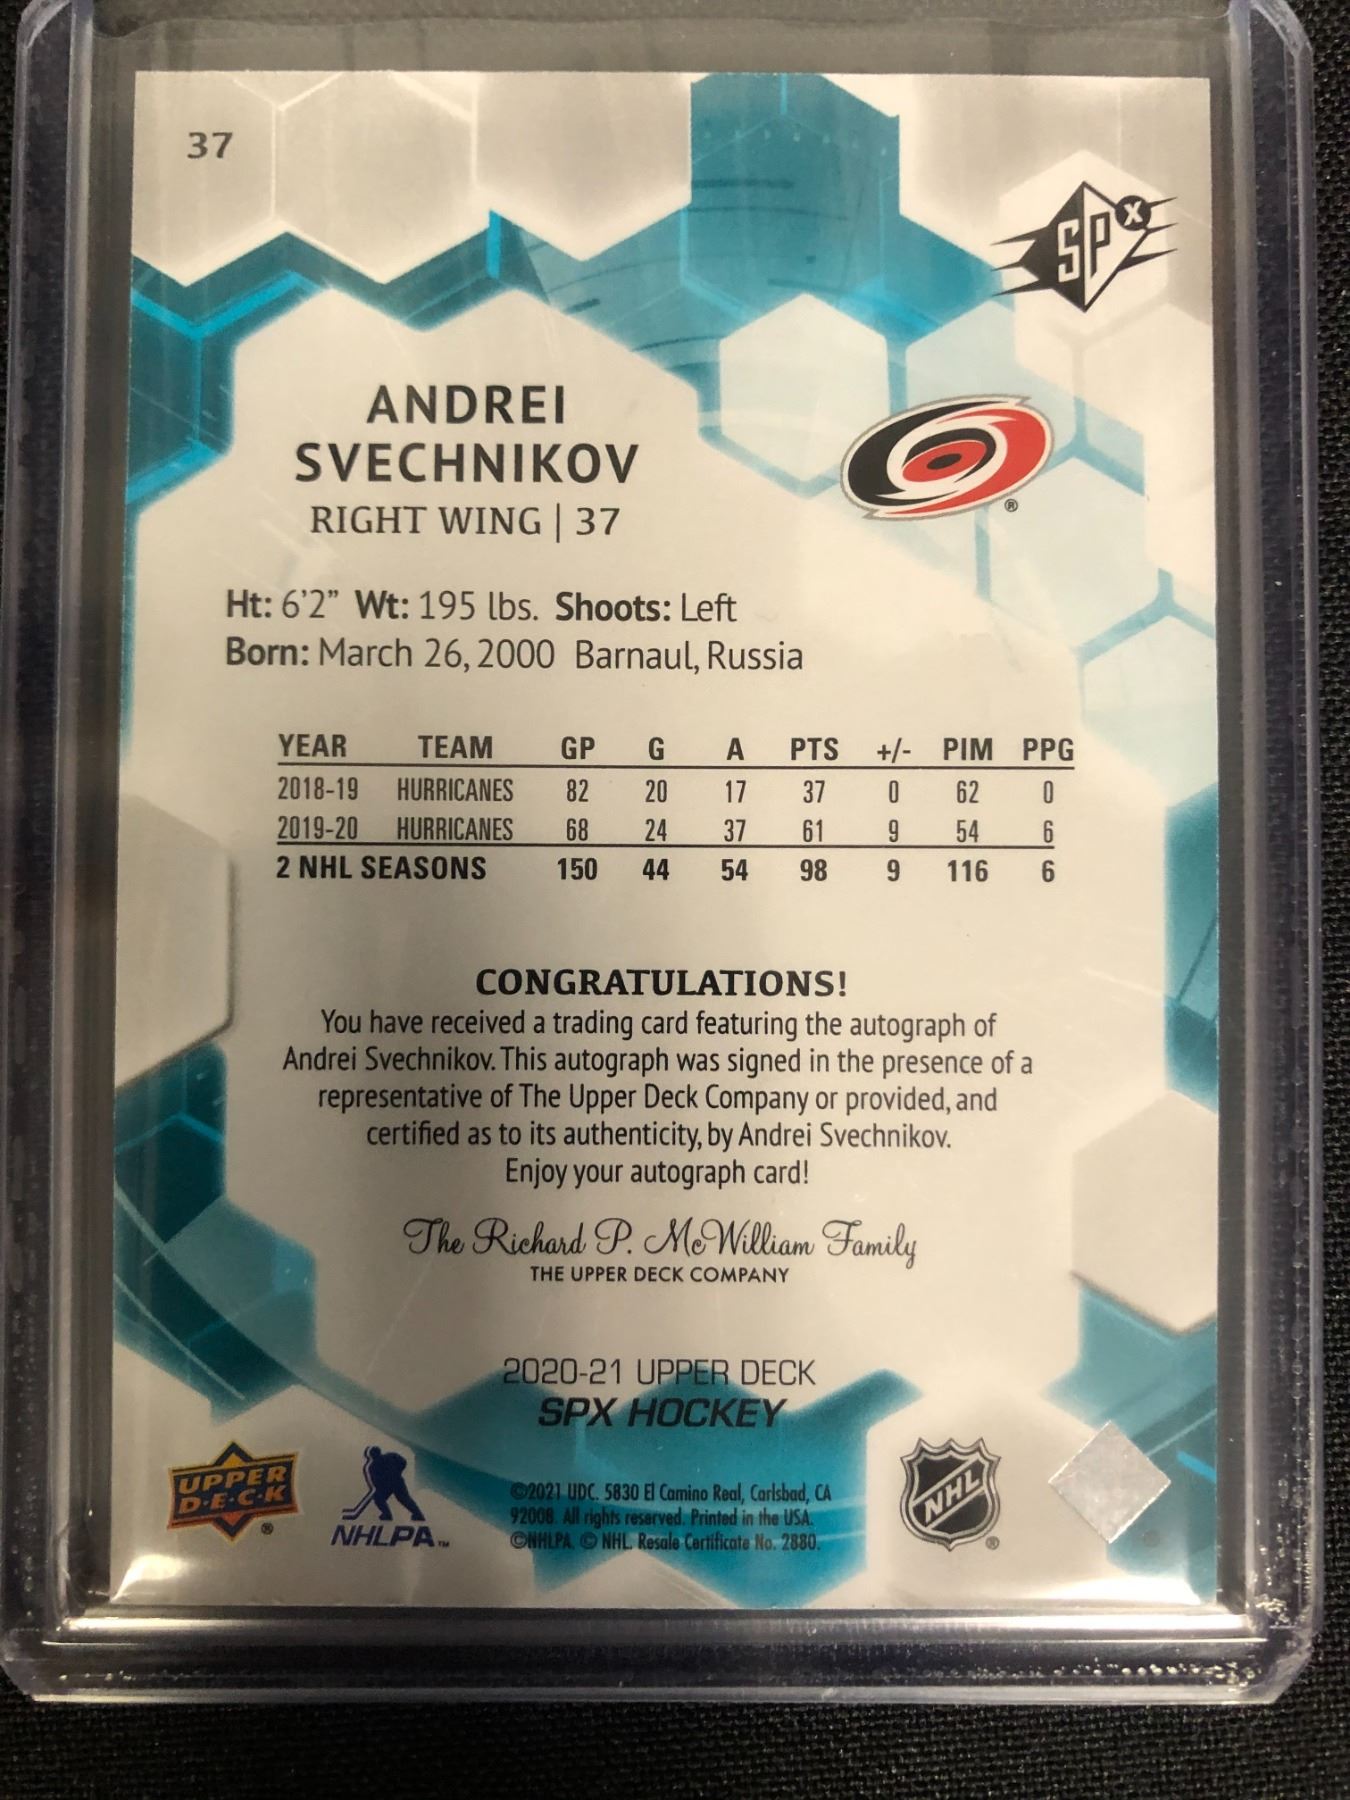 37
SPx
ANDREI
SVECHNIKOV
RIGHT WING | 37
Ht: 6'2” Wt: 195 lbs. Shoots: Left
Born: March 26, 2000 Barnaul, Russia
YEAR TEAM GP G A PTS +/- PIM PPG
2018-19 HURRICANES 82 20 17 37 0 62 0
2019-20 HURRICANES 68 24 37 61 9 54 6
2 NHL SEASONS 150 44 54 98 9 116 6
CONGRATULATIONS!
You have received a trading card featuring the autograph of
Andrei Svechnikov. This autograph was signed in the presence of a
representative of The Upper Deck Company or provided, and
certified as to its authenticity, by Andrei Svechnikov.
Enjoy your autograph card!
The Richard P. McWilliam Family
THE UPPER DECK COMPANY
2020-21 UPPER DECK
SPX HOCKEY
UPPER
D·E·C·K
®
NHLPA™
©2021 UDC. 5830 El Camino Real, Carlsbad, CA
92008. All rights reserved. Printed in the USA.
©NHLPA. © NHL. Resale Certificate No. 2880.
NHL
®